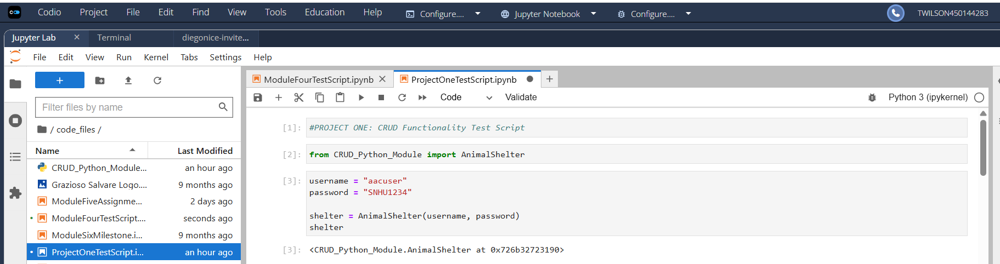 Codio Project File Edit Find View Tools Education Help Configure.... Jupyter Notebook Configure.... TWILSON450144283
Jupyter Lab Terminal diegonice-invite...
File Edit View Run Kernel Tabs Settings Help
+
Filter files by name
/ code_files /
Name Last Modified
CRUD_Python_Module... an hour ago
Grazioso Salvare Logo.... 9 months ago
ModuleFiveAssignme... 2 days ago
ModuleFourTestScript.... seconds ago
ModuleSixMilestone.i... 9 months ago
ProjectOneTestScript.i... an hour ago
ModuleFourTestScript.ipynb ProjectOneTestScript.ipynb
Code Validate Python 3 (ipykernel)
[1]: #PROJECT ONE: CRUD Functionality Test Script
[2]: from CRUD_Python_Module import AnimalShelter
[3]: username = "aacuser"
password = "SNHU1234"
shelter = AnimalShelter(username, password)
shelter
[3]: <CRUD_Python_Module.AnimalShelter at 0x726b32723190>